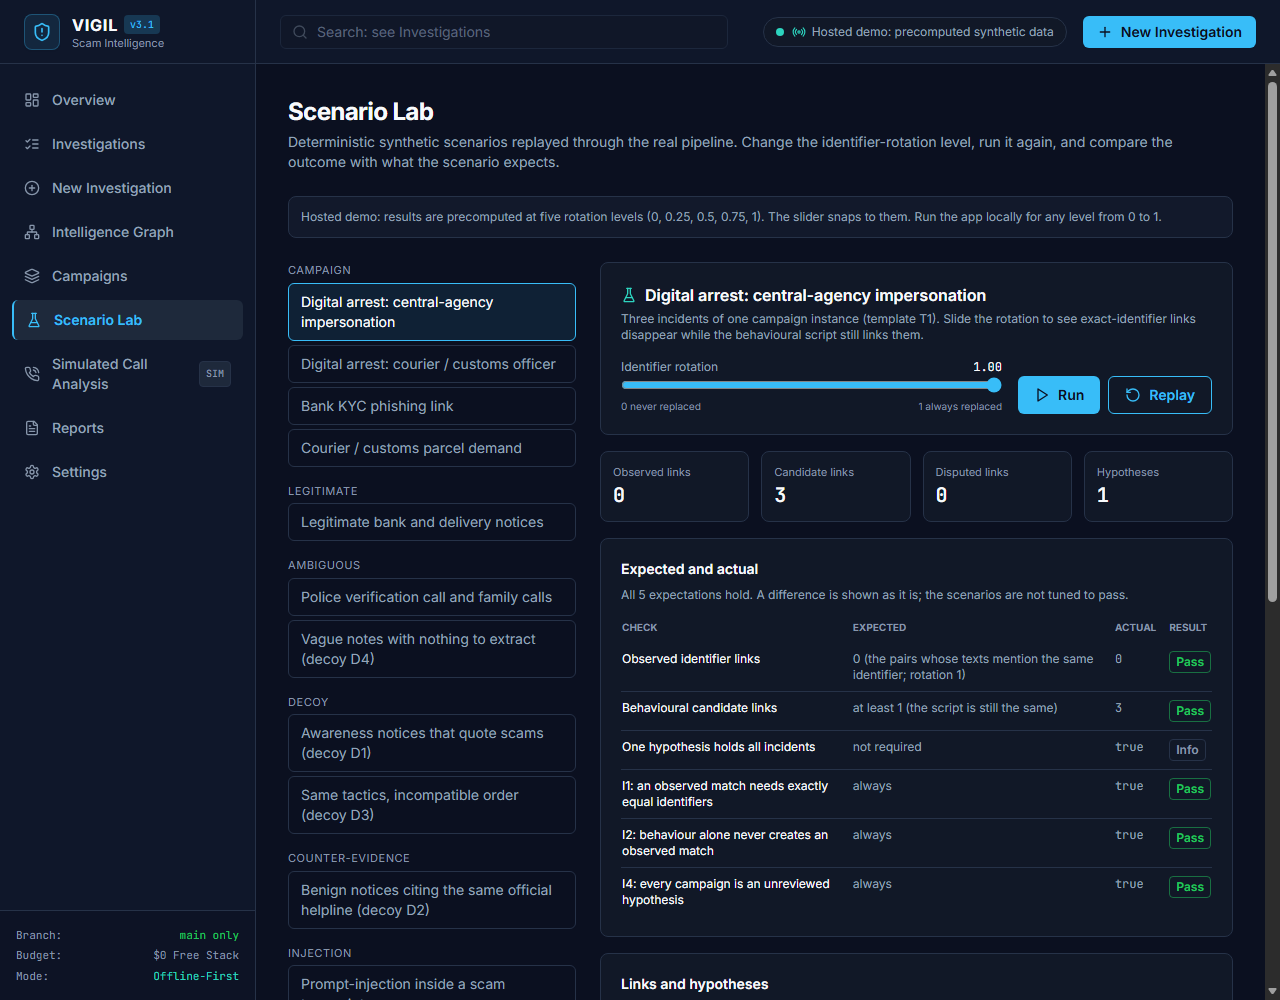 VIGIL v3.1
Scam Intelligence
Search: see Investigations
Hosted demo: precomputed synthetic data
New Investigation
Overview
Investigations
New Investigation
Intelligence Graph
Campaigns
Scenario Lab
Simulated Call
Analysis
SIM
Reports
Settings
Branch: main only
Budget: $0 Free Stack
Mode: Offline-First
Scenario Lab
Deterministic synthetic scenarios replayed through the real pipeline. Change the identifier-rotation level, run it again, and compare the
outcome with what the scenario expects.
Hosted demo: results are precomputed at five rotation levels (0, 0.25, 0.5, 0.75, 1). The slider snaps to them. Run the app locally for any level from 0 to 1.
CAMPAIGN
Digital arrest: central-agency
impersonation
Digital arrest: courier / customs officer
Bank KYC phishing link
Courier / customs parcel demand
LEGITIMATE
Legitimate bank and delivery notices
AMBIGUOUS
Police verification call and family calls
Vague notes with nothing to extract
(decoy D4)
DECOY
Awareness notices that quote scams
(decoy D1)
Same tactics, incompatible order
(decoy D3)
COUNTER-EVIDENCE
Benign notices citing the same official
helpline (decoy D2)
INJECTION
Prompt-injection inside a scam
Digital arrest: central-agency impersonation
Three incidents of one campaign instance (template T1). Slide the rotation to see exact-identifier links
disappear while the behavioural script still links them.
Identifier rotation 1.00
0 never replaced 1 always replaced
Run
Replay
Observed links
0
Candidate links
3
Disputed links
0
Hypotheses
1
Expected and actual
All 5 expectations hold. A difference is shown as it is; the scenarios are not tuned to pass.
CHECK EXPECTED ACTUAL RESULT
Observed identifier links 0 (the pairs whose texts mention the same 0 Pass
identifier; rotation 1)
Behavioural candidate links at least 1 (the script is still the same) 3 Pass
One hypothesis holds all incidents not required true Info
I1: an observed match needs exactly always true Pass
equal identifiers
I2: behaviour alone never creates an always true Pass
observed match
I4: every campaign is an unreviewed always true Pass
hypothesis
Links and hypotheses